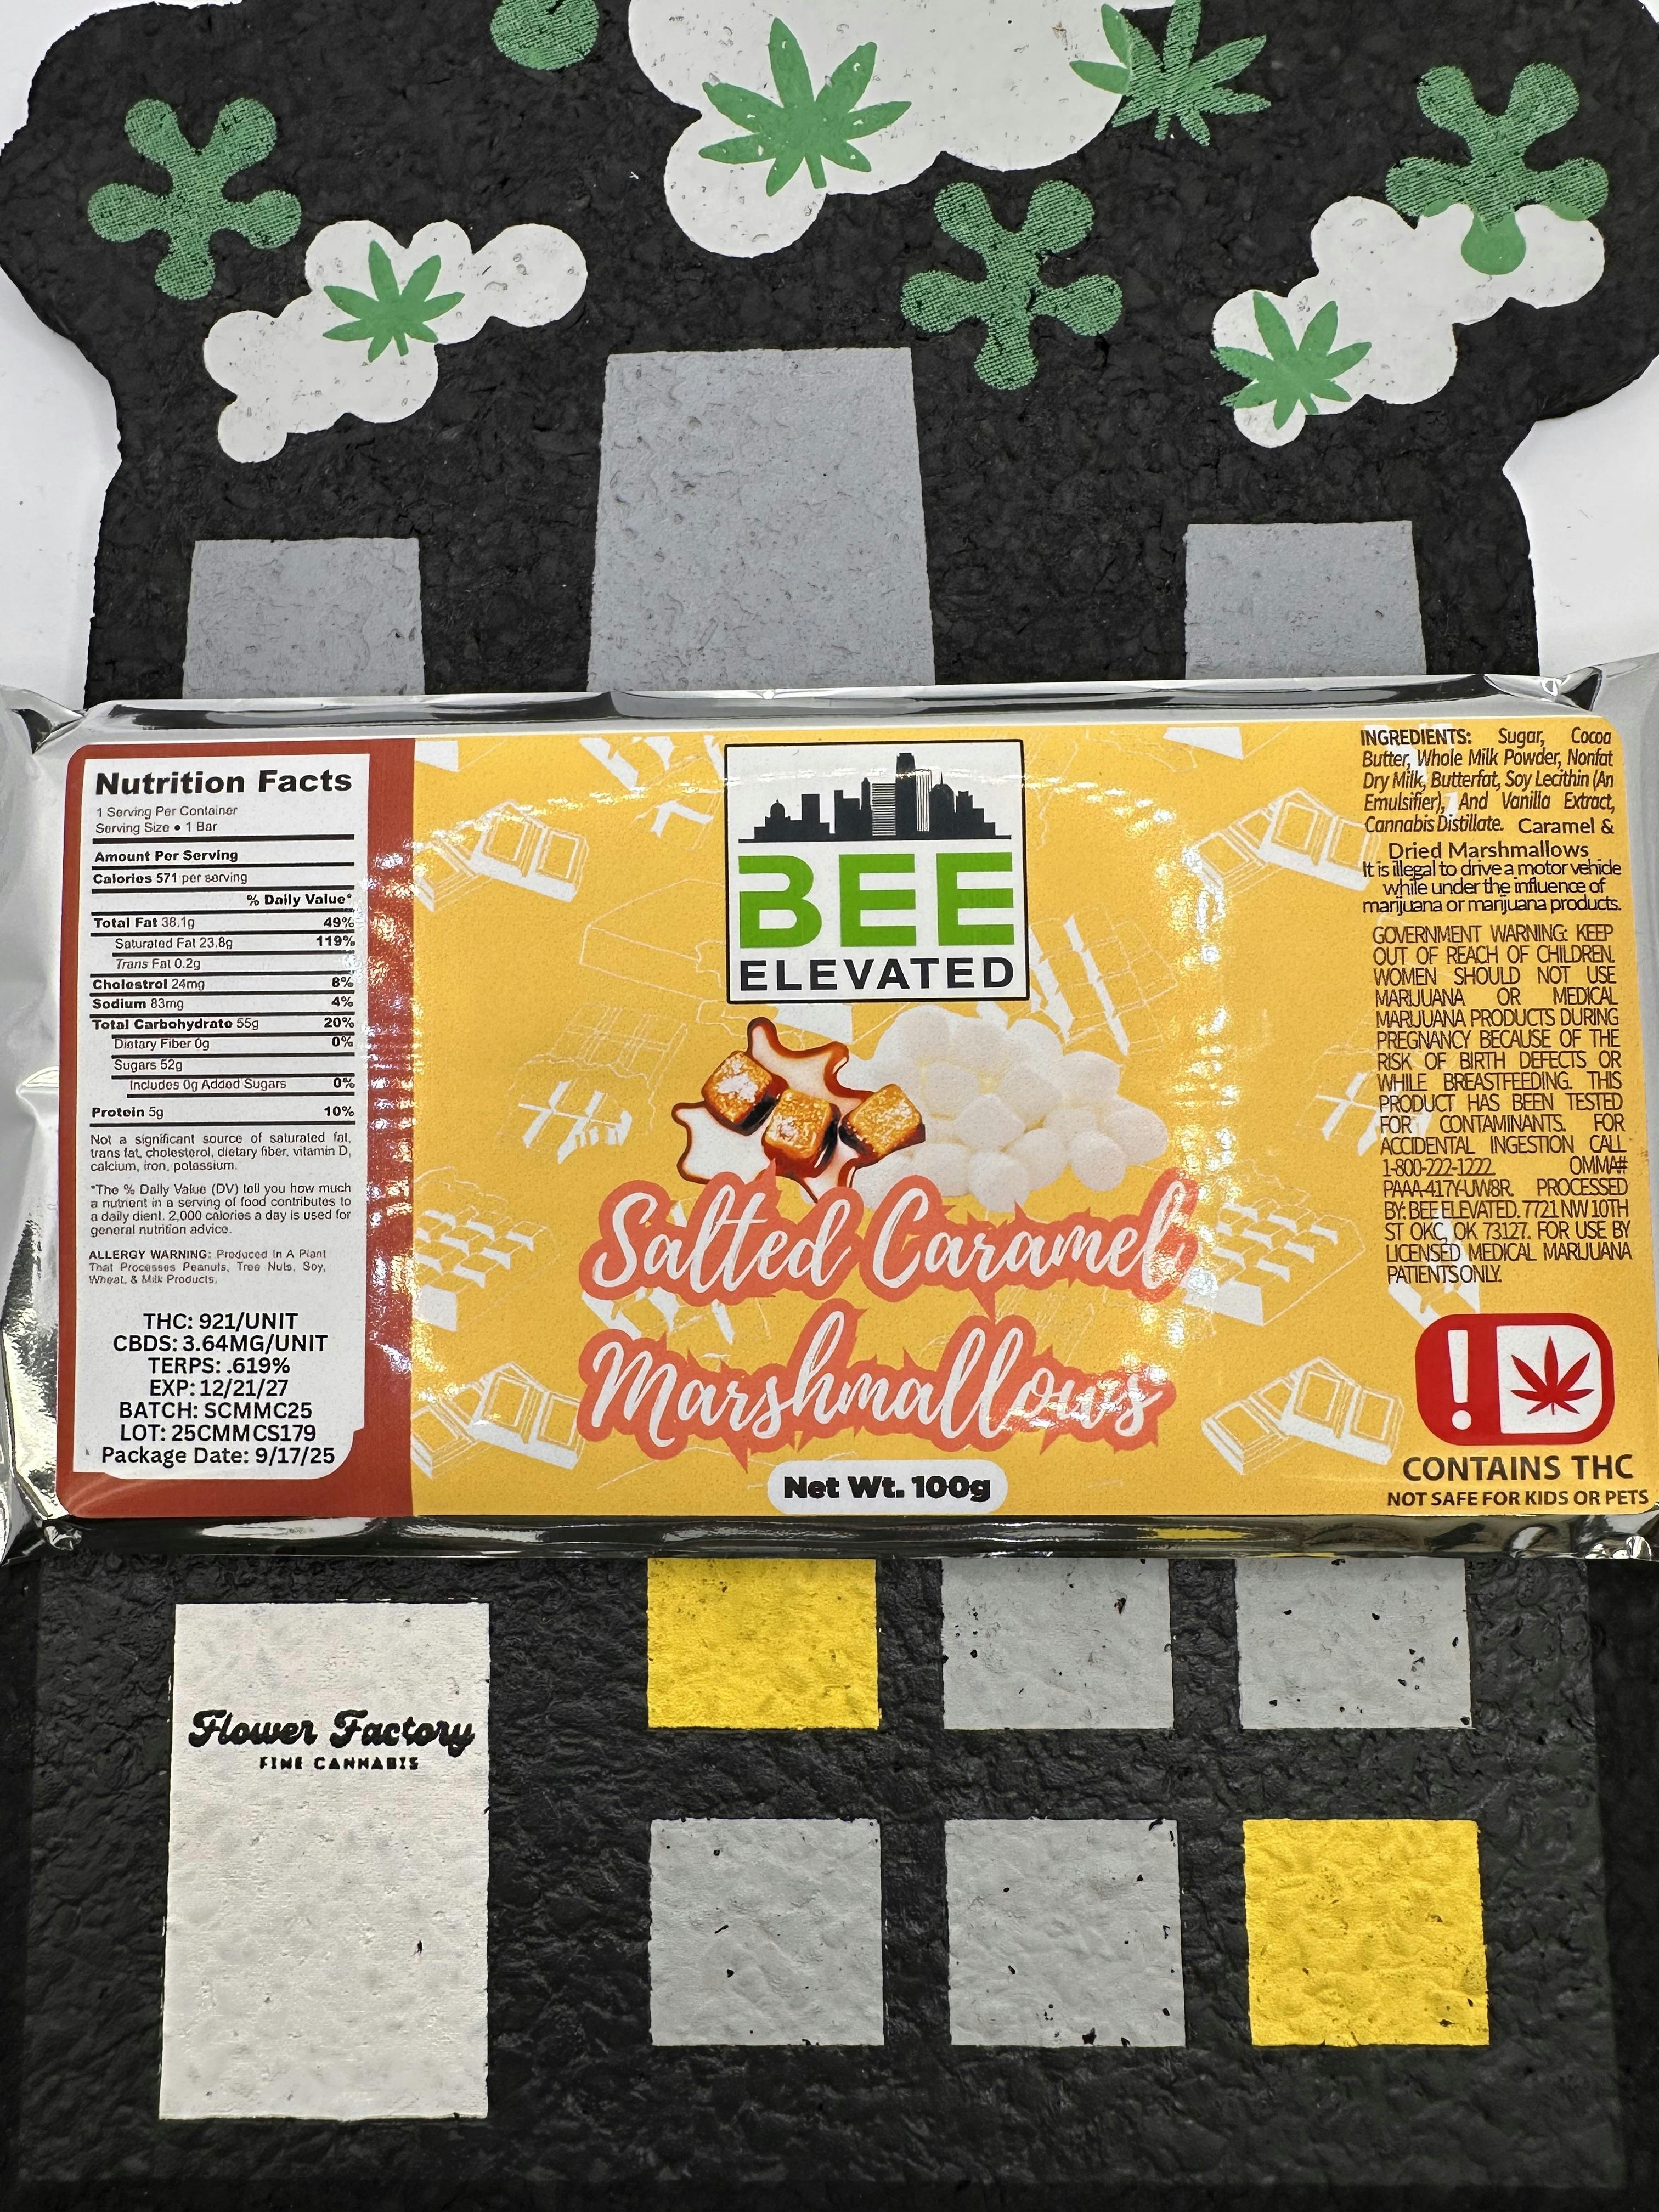 Nutrition Facts
1 Serving Per Container
Serving Size • 1 Bar
Amount Per Serving
Calories 571 per serving
% Daily Value*
Total Fat 38.1g 49%
Saturated Fat 23.8g 119%
Trans Fat 0.2g
Cholestrol 24mg 8%
Sodium 83mg 4%
Total Carbohydrate 55g 20%
Dietary Fiber 0g 0%
Sugars 52g
Includes 0g Added Sugars 0%
Protein 5g 10%
Not a significant source of saturated fat,
trans fat, cholesterol, dietary fiber, vitamin D,
calcium, iron, potassium.
*The % Daily Value (DV) tell you how much
a nutrient in a serving of food contributes to
a daily dient. 2,000 calories a day is used for
general nutrition advice.
ALLERGY WARNING: Produced In A Plant
That Processes Peanuts, Tree Nuts, Soy,
Wheat, & Milk Products.
THC: 921/UNIT
CBDS: 3.64MG/UNIT
TERPS: .619%
EXP: 12/21/27
BATCH: SCMMC25
LOT: 25CMMCS179
Package Date: 9/17/25
BEE
ELEVATED
Salted Caramel
Marshmallows
Net Wt. 100g
INGREDIENTS: Sugar, Cocoa
Butter, Whole Milk Powder, Nonfat
Dry Milk, Butterfat, Soy Lecithin (An
Emulsifier), And Vanilla Extract,
Cannabis Distillate. Caramel &
Dried Marshmallows
It is illegal to drive a motor vehicle
while under the influence of
marijuana or marijuana products.
GOVERNMENT WARNING: KEEP
OUT OF REACH OF CHILDREN.
WOMEN SHOULD NOT USE
MARIJUANA OR MEDICAL
MARIJUANA PRODUCTS DURING
PREGNANCY BECAUSE OF THE
RISK OF BIRTH DEFECTS OR
WHILE BREASTFEEDING. THIS
PRODUCT HAS BEEN TESTED
FOR CONTAMINANTS. FOR
ACCIDENTAL INGESTION CALL
1-800-222-1222. OMMA#
PAAA-417Y-UW8R. PROCESSED
BY: BEE ELEVATED. 7721 NW 10TH
ST OKC, OK 73127. FOR USE BY
LICENSED MEDICAL MARIJUANA
PATIENTS ONLY.
!
CONTAINS THC
NOT SAFE FOR KIDS OR PETS
Flower Factory
FINE CANNABIS